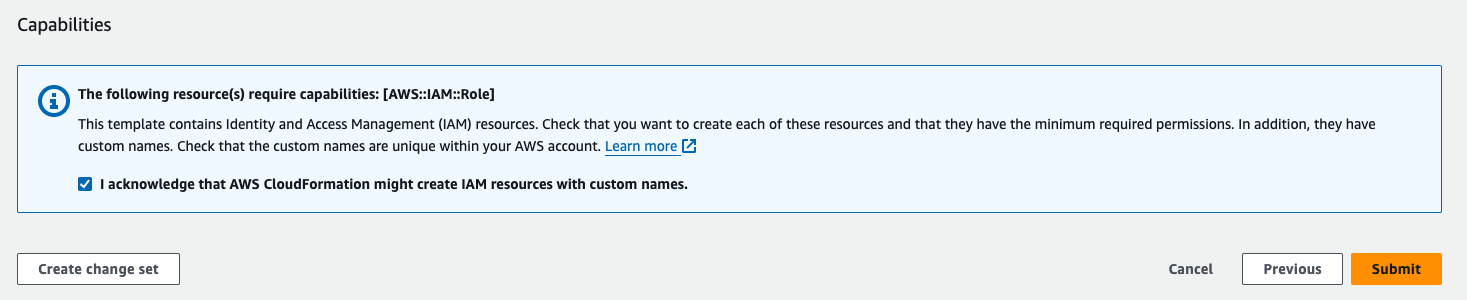 Capabilities
The following resource(s) require capabilities: [AWS::IAM::Role]
This template contains Identity and Access Management (IAM) resources. Check that you want to create each of these resources and that they have the minimum required permissions. In addition, they have
custom names. Check that the custom names are unique within your AWS account. Learn more
I acknowledge that AWS CloudFormation might create IAM resources with custom names.
Create change set
Cancel
Previous
Submit